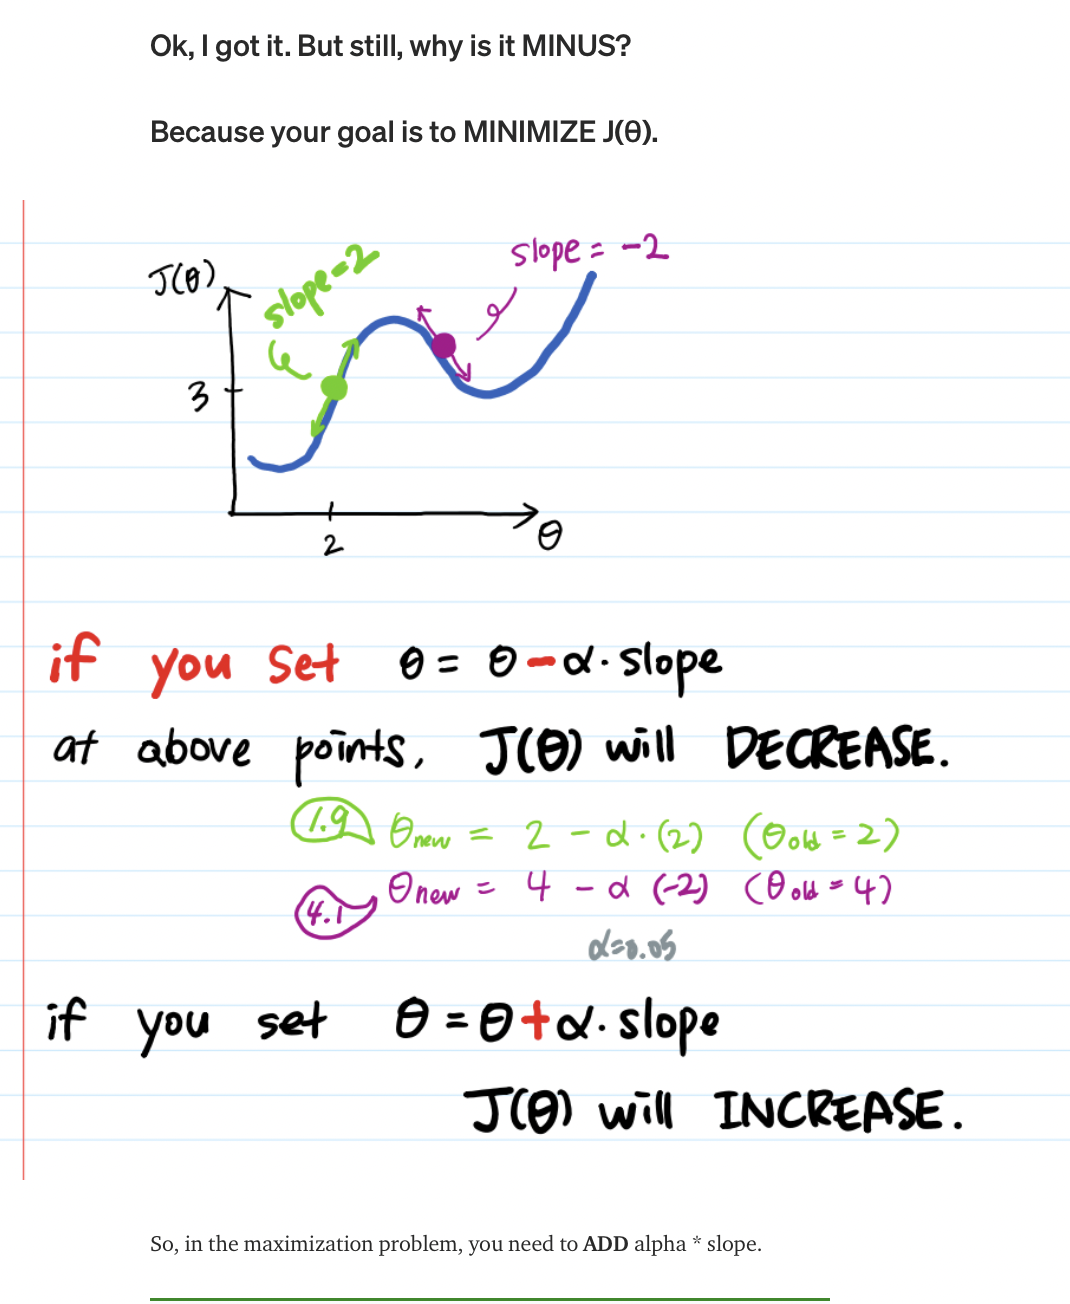 Ok, I got it. But still, why is it MINUS?
Because your goal is to MINIMIZE J(θ).
slope = -2
J(θ)
slope=2
3
2
θ
if you set θ = θ - α · slope
at above points, J(θ) will DECREASE.
1.9 θnew = 2 - α · (2) (θold = 2)
4.1 θnew = 4 - α (-2) (θold = 4)
α=0.05
if you set θ = θ + α · slope
J(θ) will INCREASE.
So, in the maximization problem, you need to ADD alpha * slope.